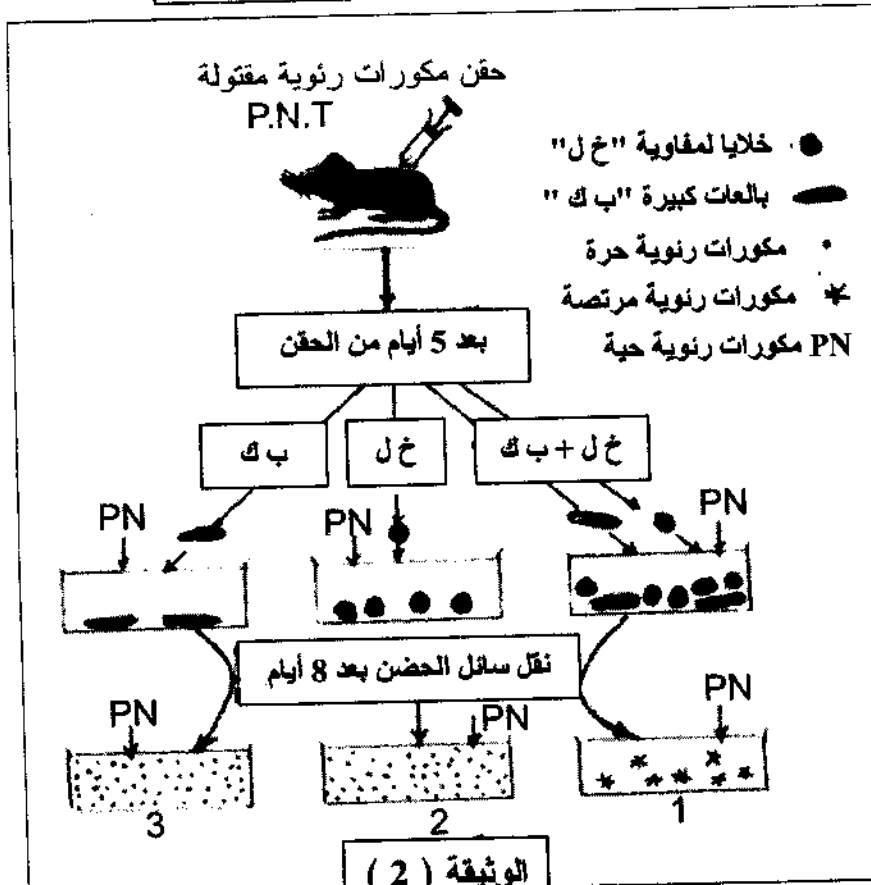 حقن مكورات رئوية مقتولة
P.N.T
خلايا لمفاوية "خ ل"
بالعات كبيرة "ب ك"
مكورات رئوية حرة
مكورات رئوية مرتصة
PN مكورات رئوية حية
بعد 5 أيام من الحقن
خ ل + ب ك
خ ل
ب ك
PN
PN
PN
نقل سائل الحضن بعد 8 أيام
PN
PN
PN
1
2
3
الوثيقة ( 2 )